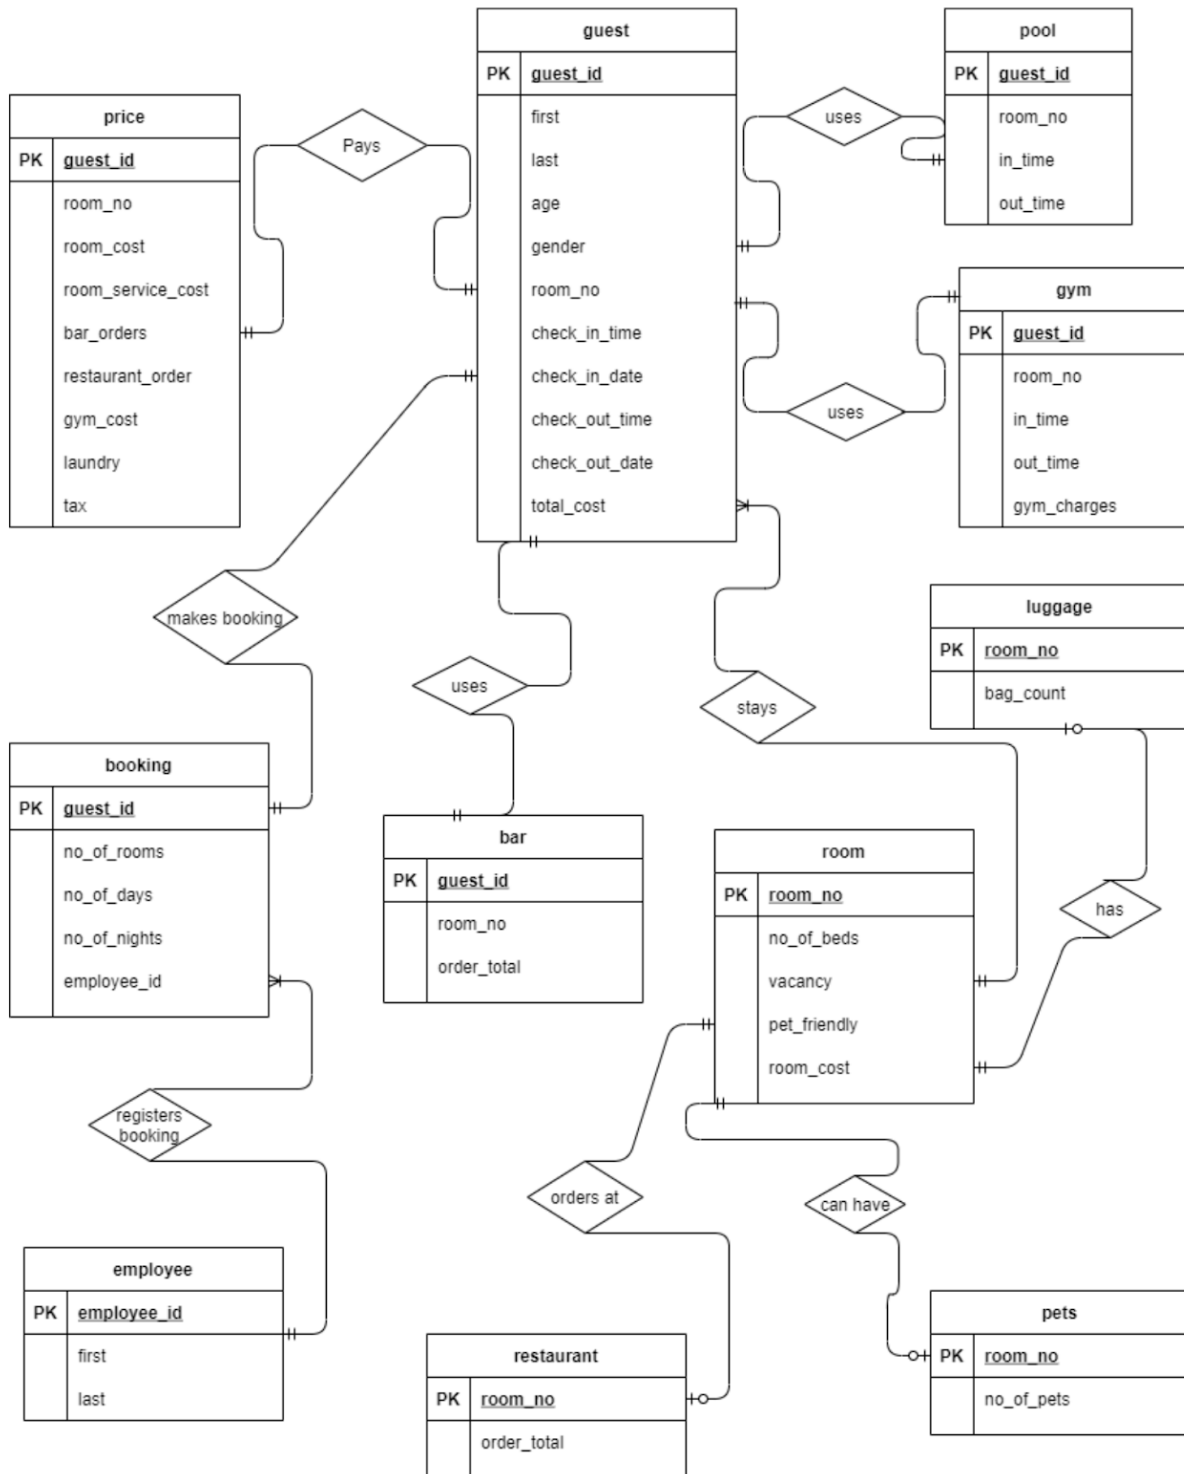 guest
PK guest_id
first
last
age
gender
room_no
check_in_time
check_in_date
check_out_time
check_out_date
total_cost
pool
PK guest_id
room_no
in_time
out_time
price
PK guest_id
room_no
room_cost
room_service_cost
bar_orders
restaurant_order
gym_cost
laundry
tax
Pays
uses
gym
PK guest_id
room_no
in_time
out_time
gym_charges
uses
makes booking
uses
stays
luggage
PK room_no
bag_count
booking
PK guest_id
no_of_rooms
no_of_days
no_of_nights
employee_id
bar
PK guest_id
room_no
order_total
room
PK room_no
no_of_beds
vacancy
pet_friendly
room_cost
has
registers
booking
orders at
can have
employee
PK employee_id
first
last
restaurant
PK room_no
order_total
pets
PK room_no
no_of_pets